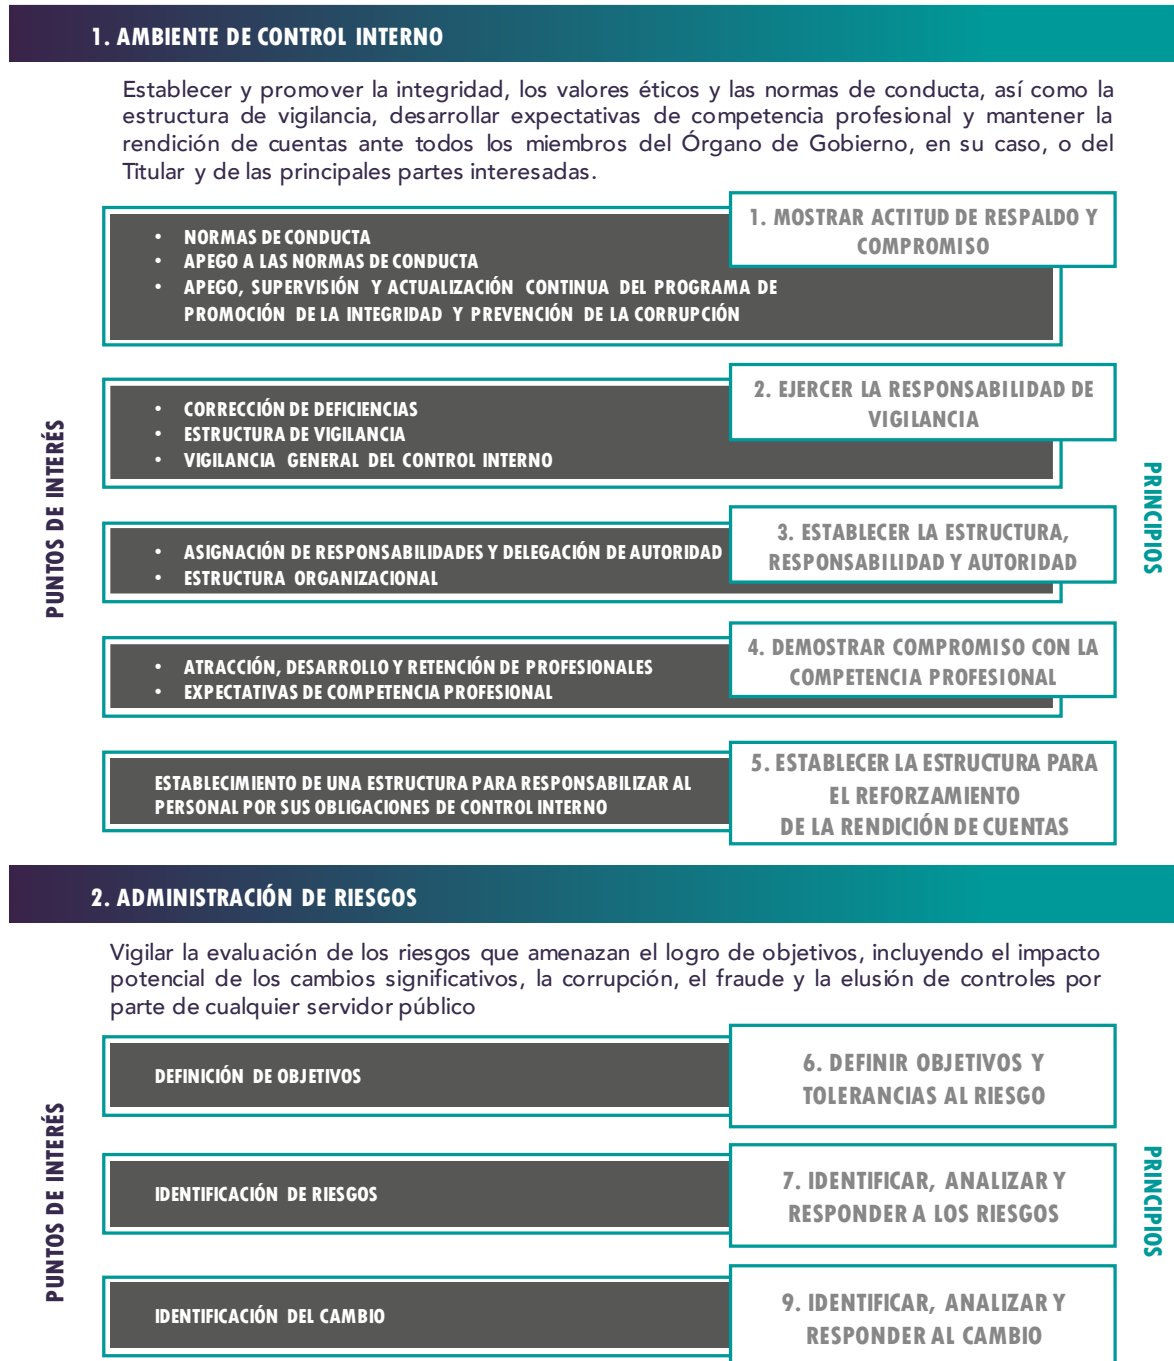 1. AMBIENTE DE CONTROL INTERNO
Establecer y promover la integridad, los valores éticos y las normas de conducta, así como la
estructura de vigilancia, desarrollar expectativas de competencia profesional y mantener la
rendición de cuentas ante todos los miembros del Órgano de Gobierno, en su caso, o del
Titular y de las principales partes interesadas.
PUNTOS DE INTERÉS
• NORMAS DE CONDUCTA
• APEGO A LAS NORMAS DE CONDUCTA
• APEGO, SUPERVISIÓN Y ACTUALIZACIÓN CONTINUA DEL PROGRAMA DE
PROMOCIÓN DE LA INTEGRIDAD Y PREVENCIÓN DE LA CORRUPCIÓN
1. MOSTRAR ACTITUD DE RESPALDO Y
COMPROMISO
• CORRECCIÓN DE DEFICIENCIAS
• ESTRUCTURA DE VIGILANCIA
• VIGILANCIA GENERAL DEL CONTROL INTERNO
2. EJERCER LA RESPONSABILIDAD DE
VIGILANCIA
• ASIGNACIÓN DE RESPONSABILIDADES Y DELEGACIÓN DE AUTORIDAD
• ESTRUCTURA ORGANIZACIONAL
3. ESTABLECER LA ESTRUCTURA,
RESPONSABILIDAD Y AUTORIDAD
• ATRACCIÓN, DESARROLLO Y RETENCIÓN DE PROFESIONALES
• EXPECTATIVAS DE COMPETENCIA PROFESIONAL
4. DEMOSTRAR COMPROMISO CON LA
COMPETENCIA PROFESIONAL
ESTABLECIMIENTO DE UNA ESTRUCTURA PARA RESPONSABILIZAR AL
PERSONAL POR SUS OBLIGACIONES DE CONTROL INTERNO
5. ESTABLECER LA ESTRUCTURA PARA
EL REFORZAMIENTO
DE LA RENDICIÓN DE CUENTAS
PRINCIPIOS
2. ADMINISTRACIÓN DE RIESGOS
Vigilar la evaluación de los riesgos que amenazan el logro de objetivos, incluyendo el impacto
potencial de los cambios significativos, la corrupción, el fraude y la elusión de controles por
parte de cualquier servidor público
PUNTOS DE INTERÉS
DEFINICIÓN DE OBJETIVOS
6. DEFINIR OBJETIVOS Y
TOLERANCIAS AL RIESGO
IDENTIFICACIÓN DE RIESGOS
7. IDENTIFICAR, ANALIZAR Y
RESPONDER A LOS RIESGOS
IDENTIFICACIÓN DEL CAMBIO
9. IDENTIFICAR, ANALIZAR Y
RESPONDER AL CAMBIO
PRINCIPIOS